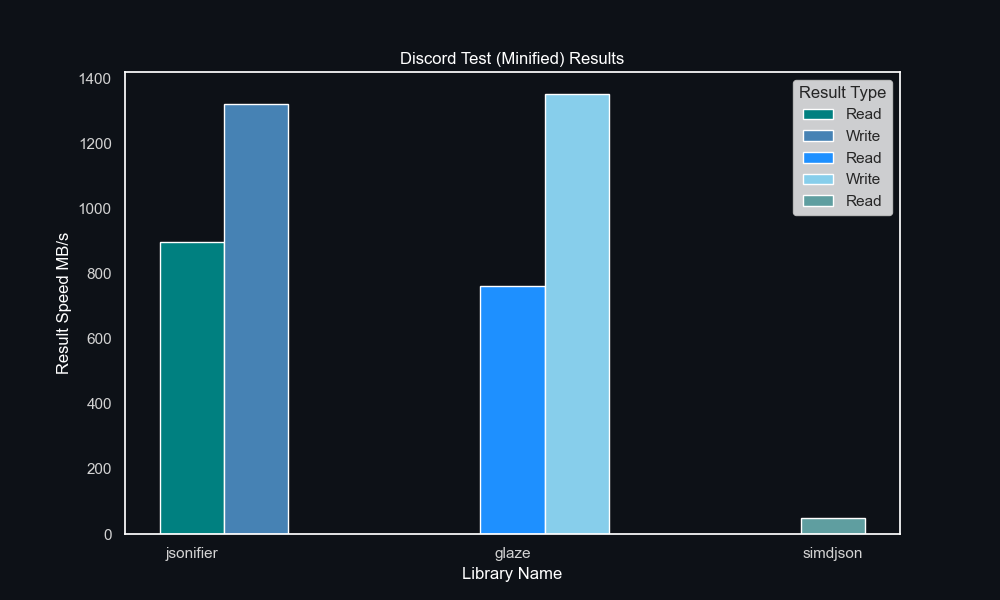 Discord Test (Minified) Results
1400
1200
1000
800
600
400
200
0
Result Speed MB/s
Result Type
Read
Write
Read
Write
Read
jsonifier
glaze
simdjson
Library Name